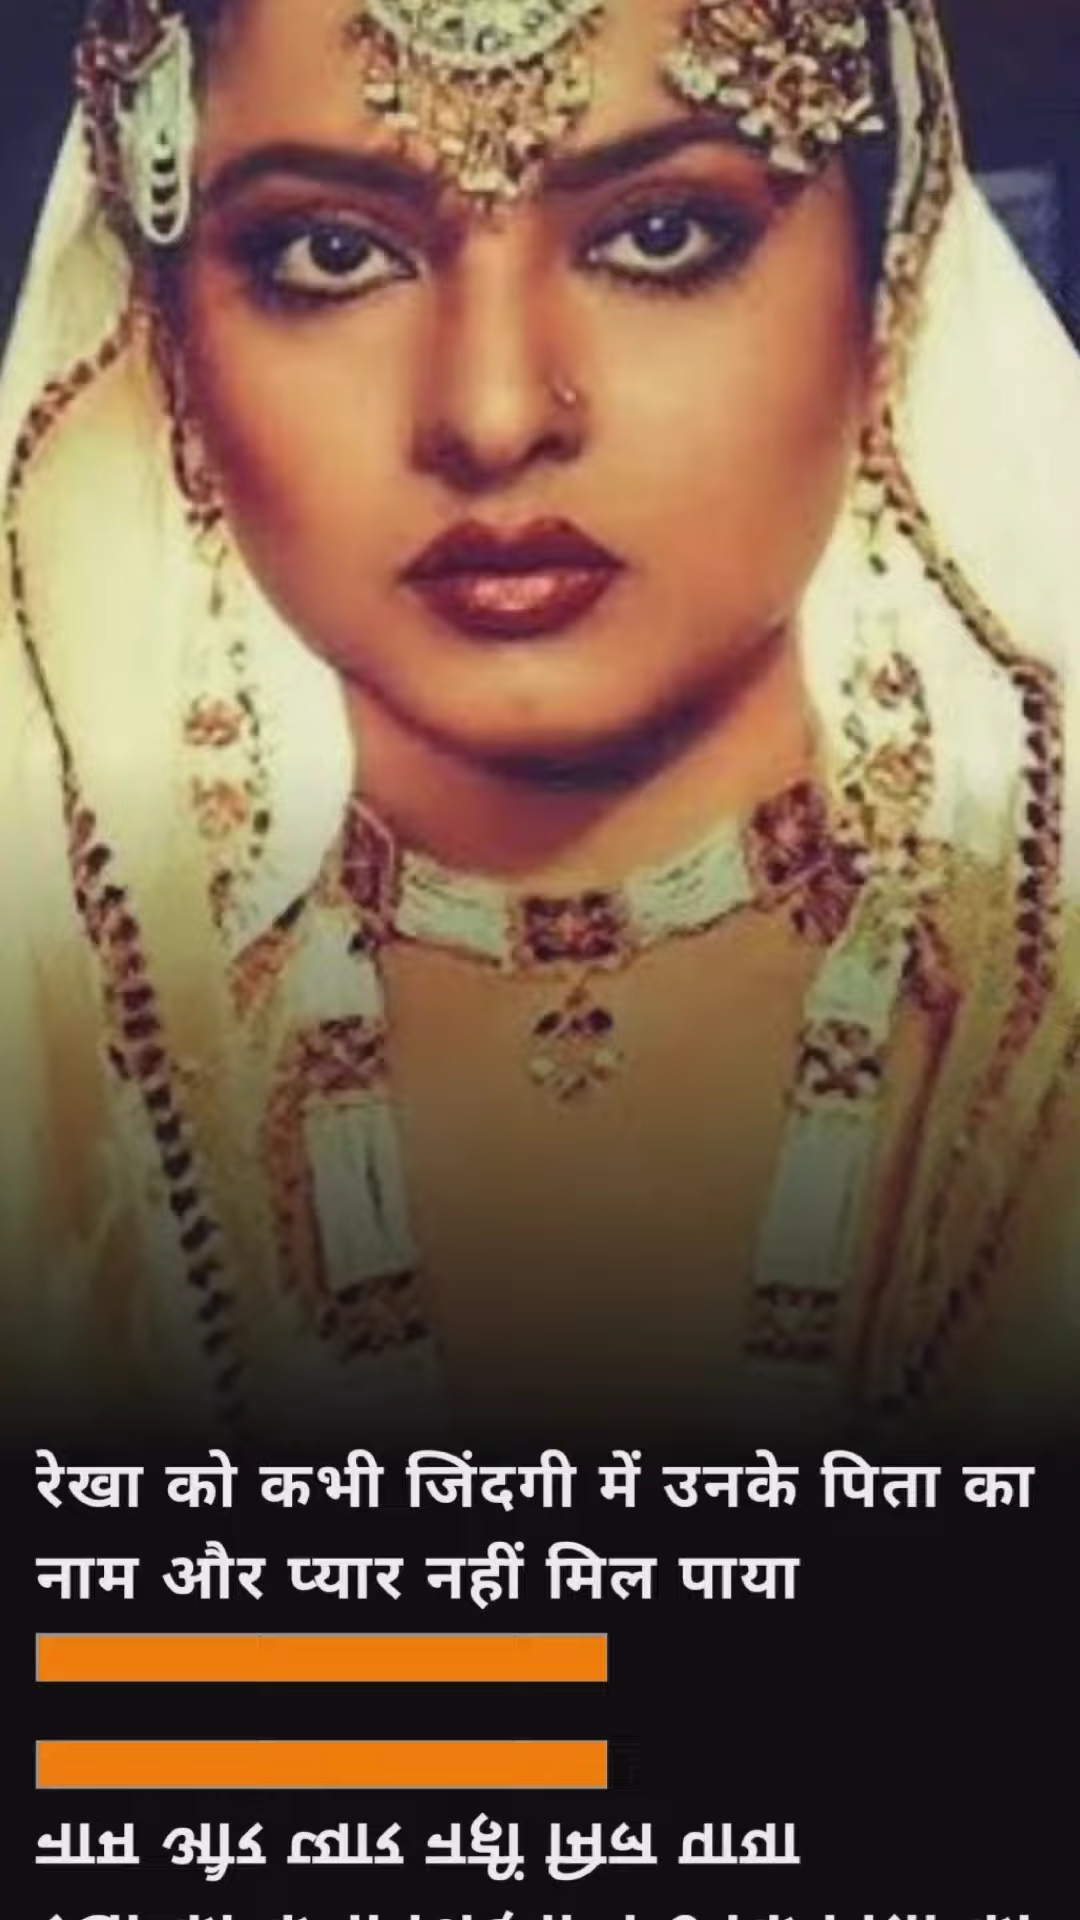 रेखा को कभी जिंदगी में उनके पिता का
नाम और प्यार नहीं मिल पाया